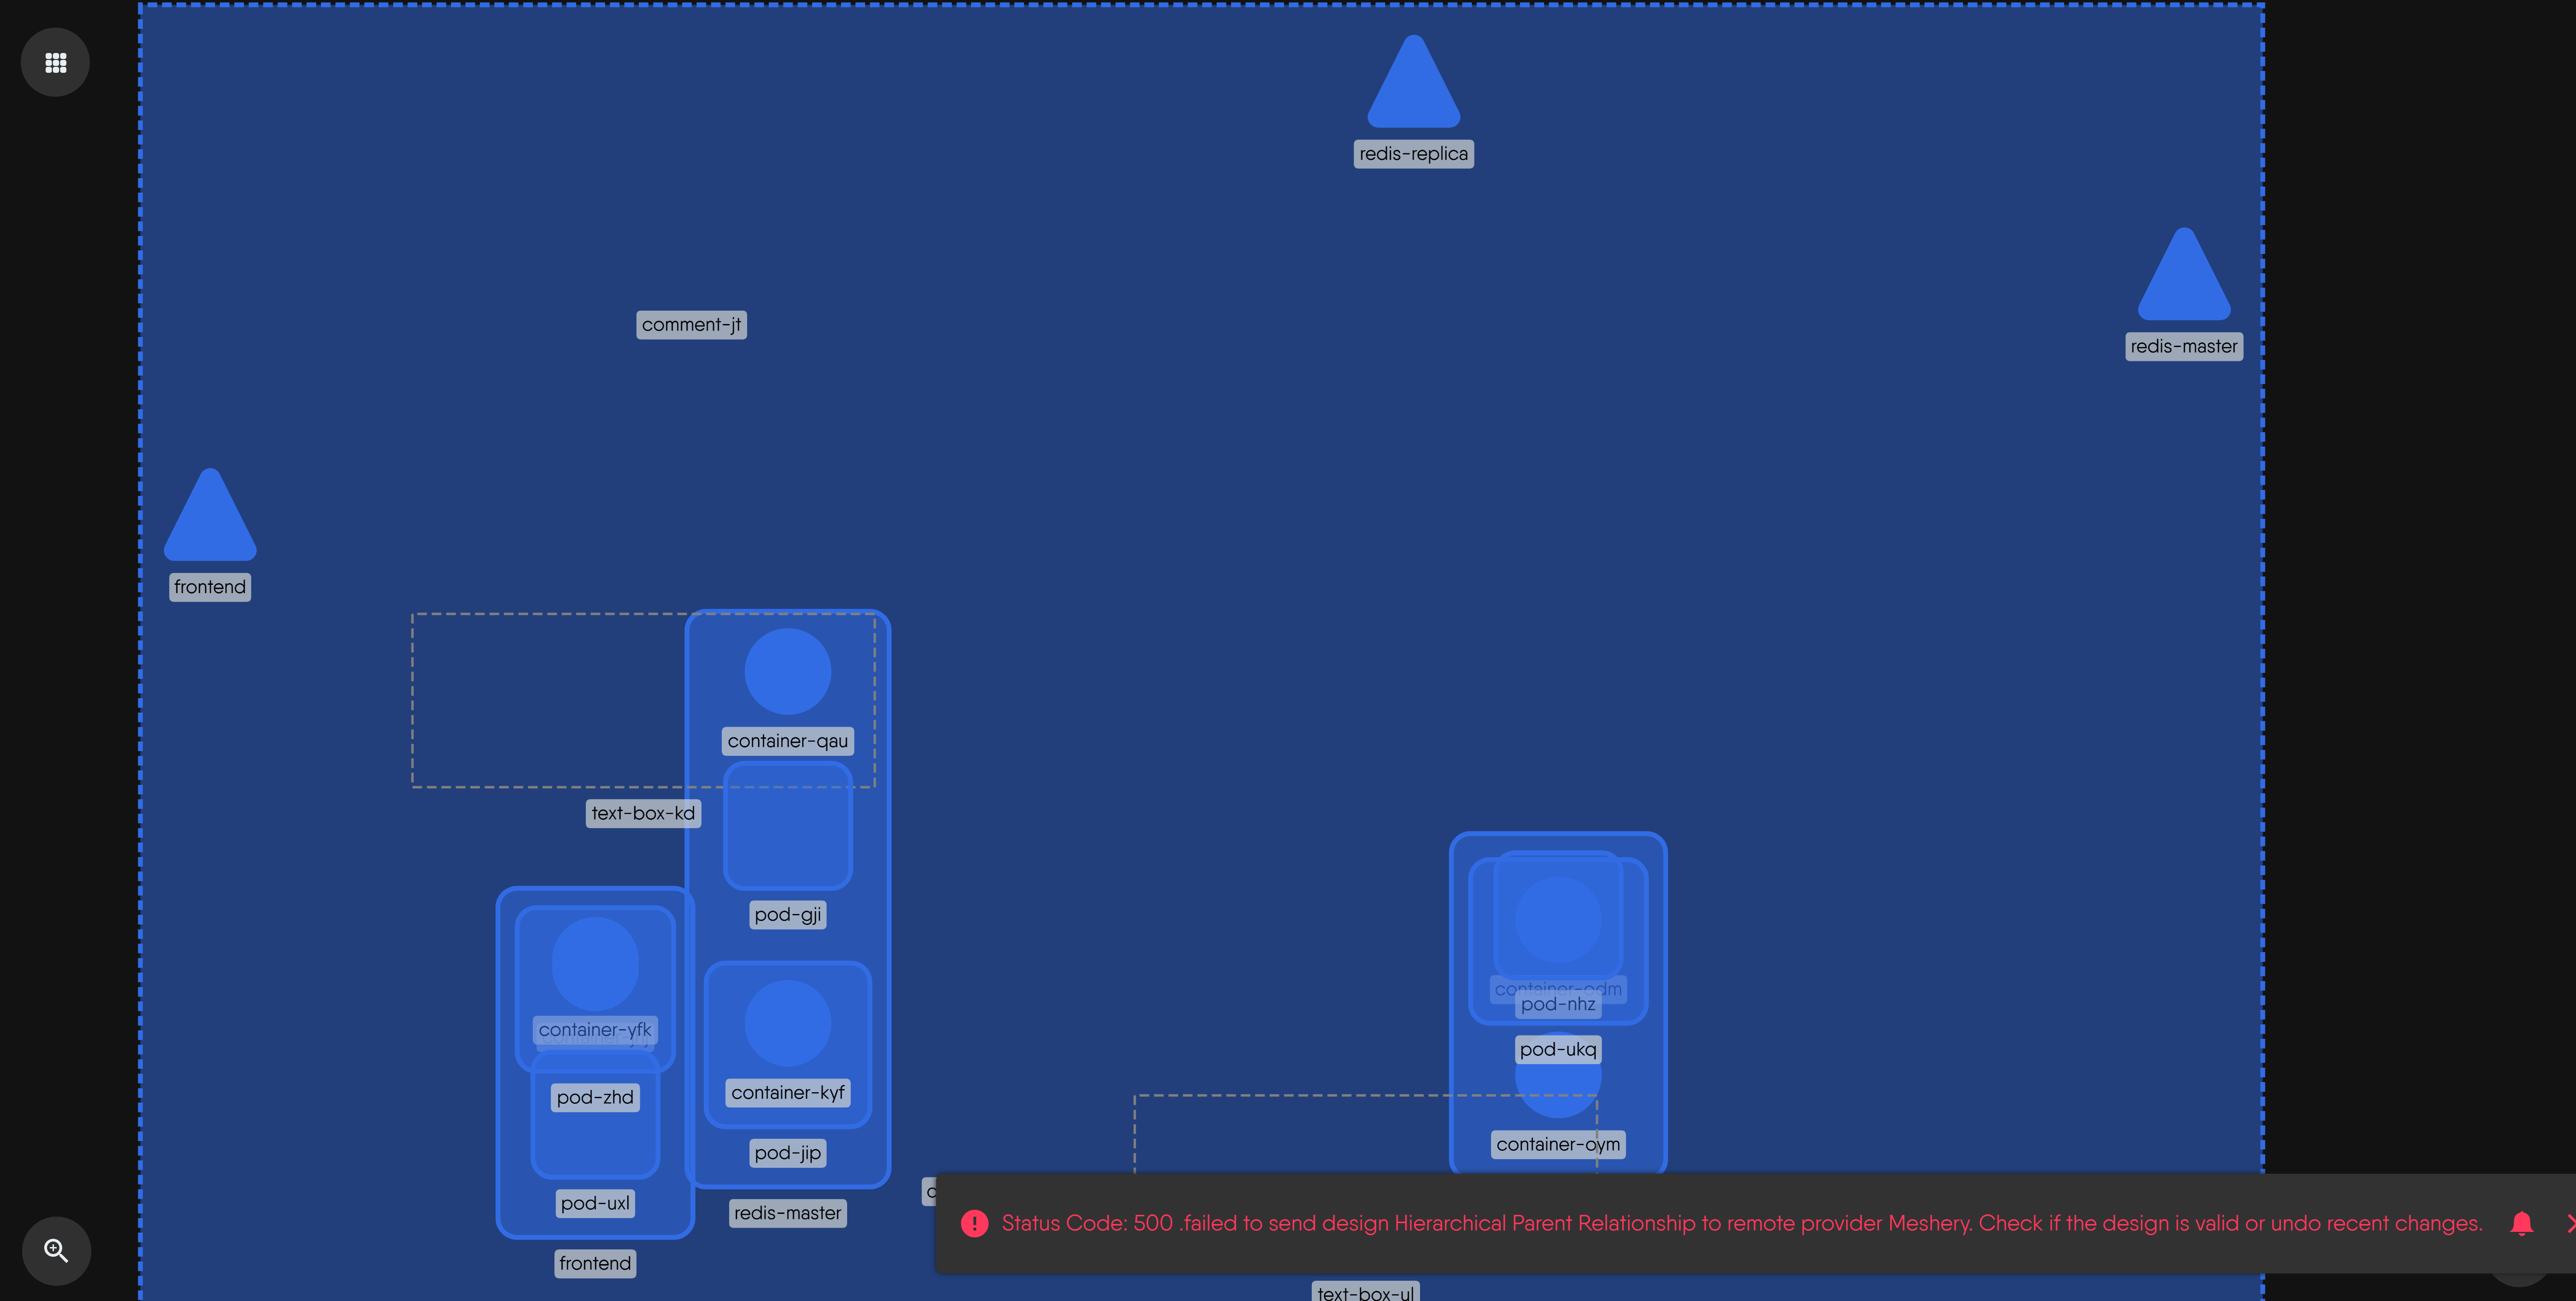 redis-replica
redis-master
comment-jt
frontend
container-qau
text-box-kd
pod-gji
container-yfk
pod-nhz
pod-ukq
pod-zhd
container-kyf
container-oym
pod-jip
pod-uxl
redis-master
Status Code: 500 .failed to send design Hierarchical Parent Relationship to remote provider Meshery. Check if the design is valid or undo recent changes.
frontend
text-box-ul